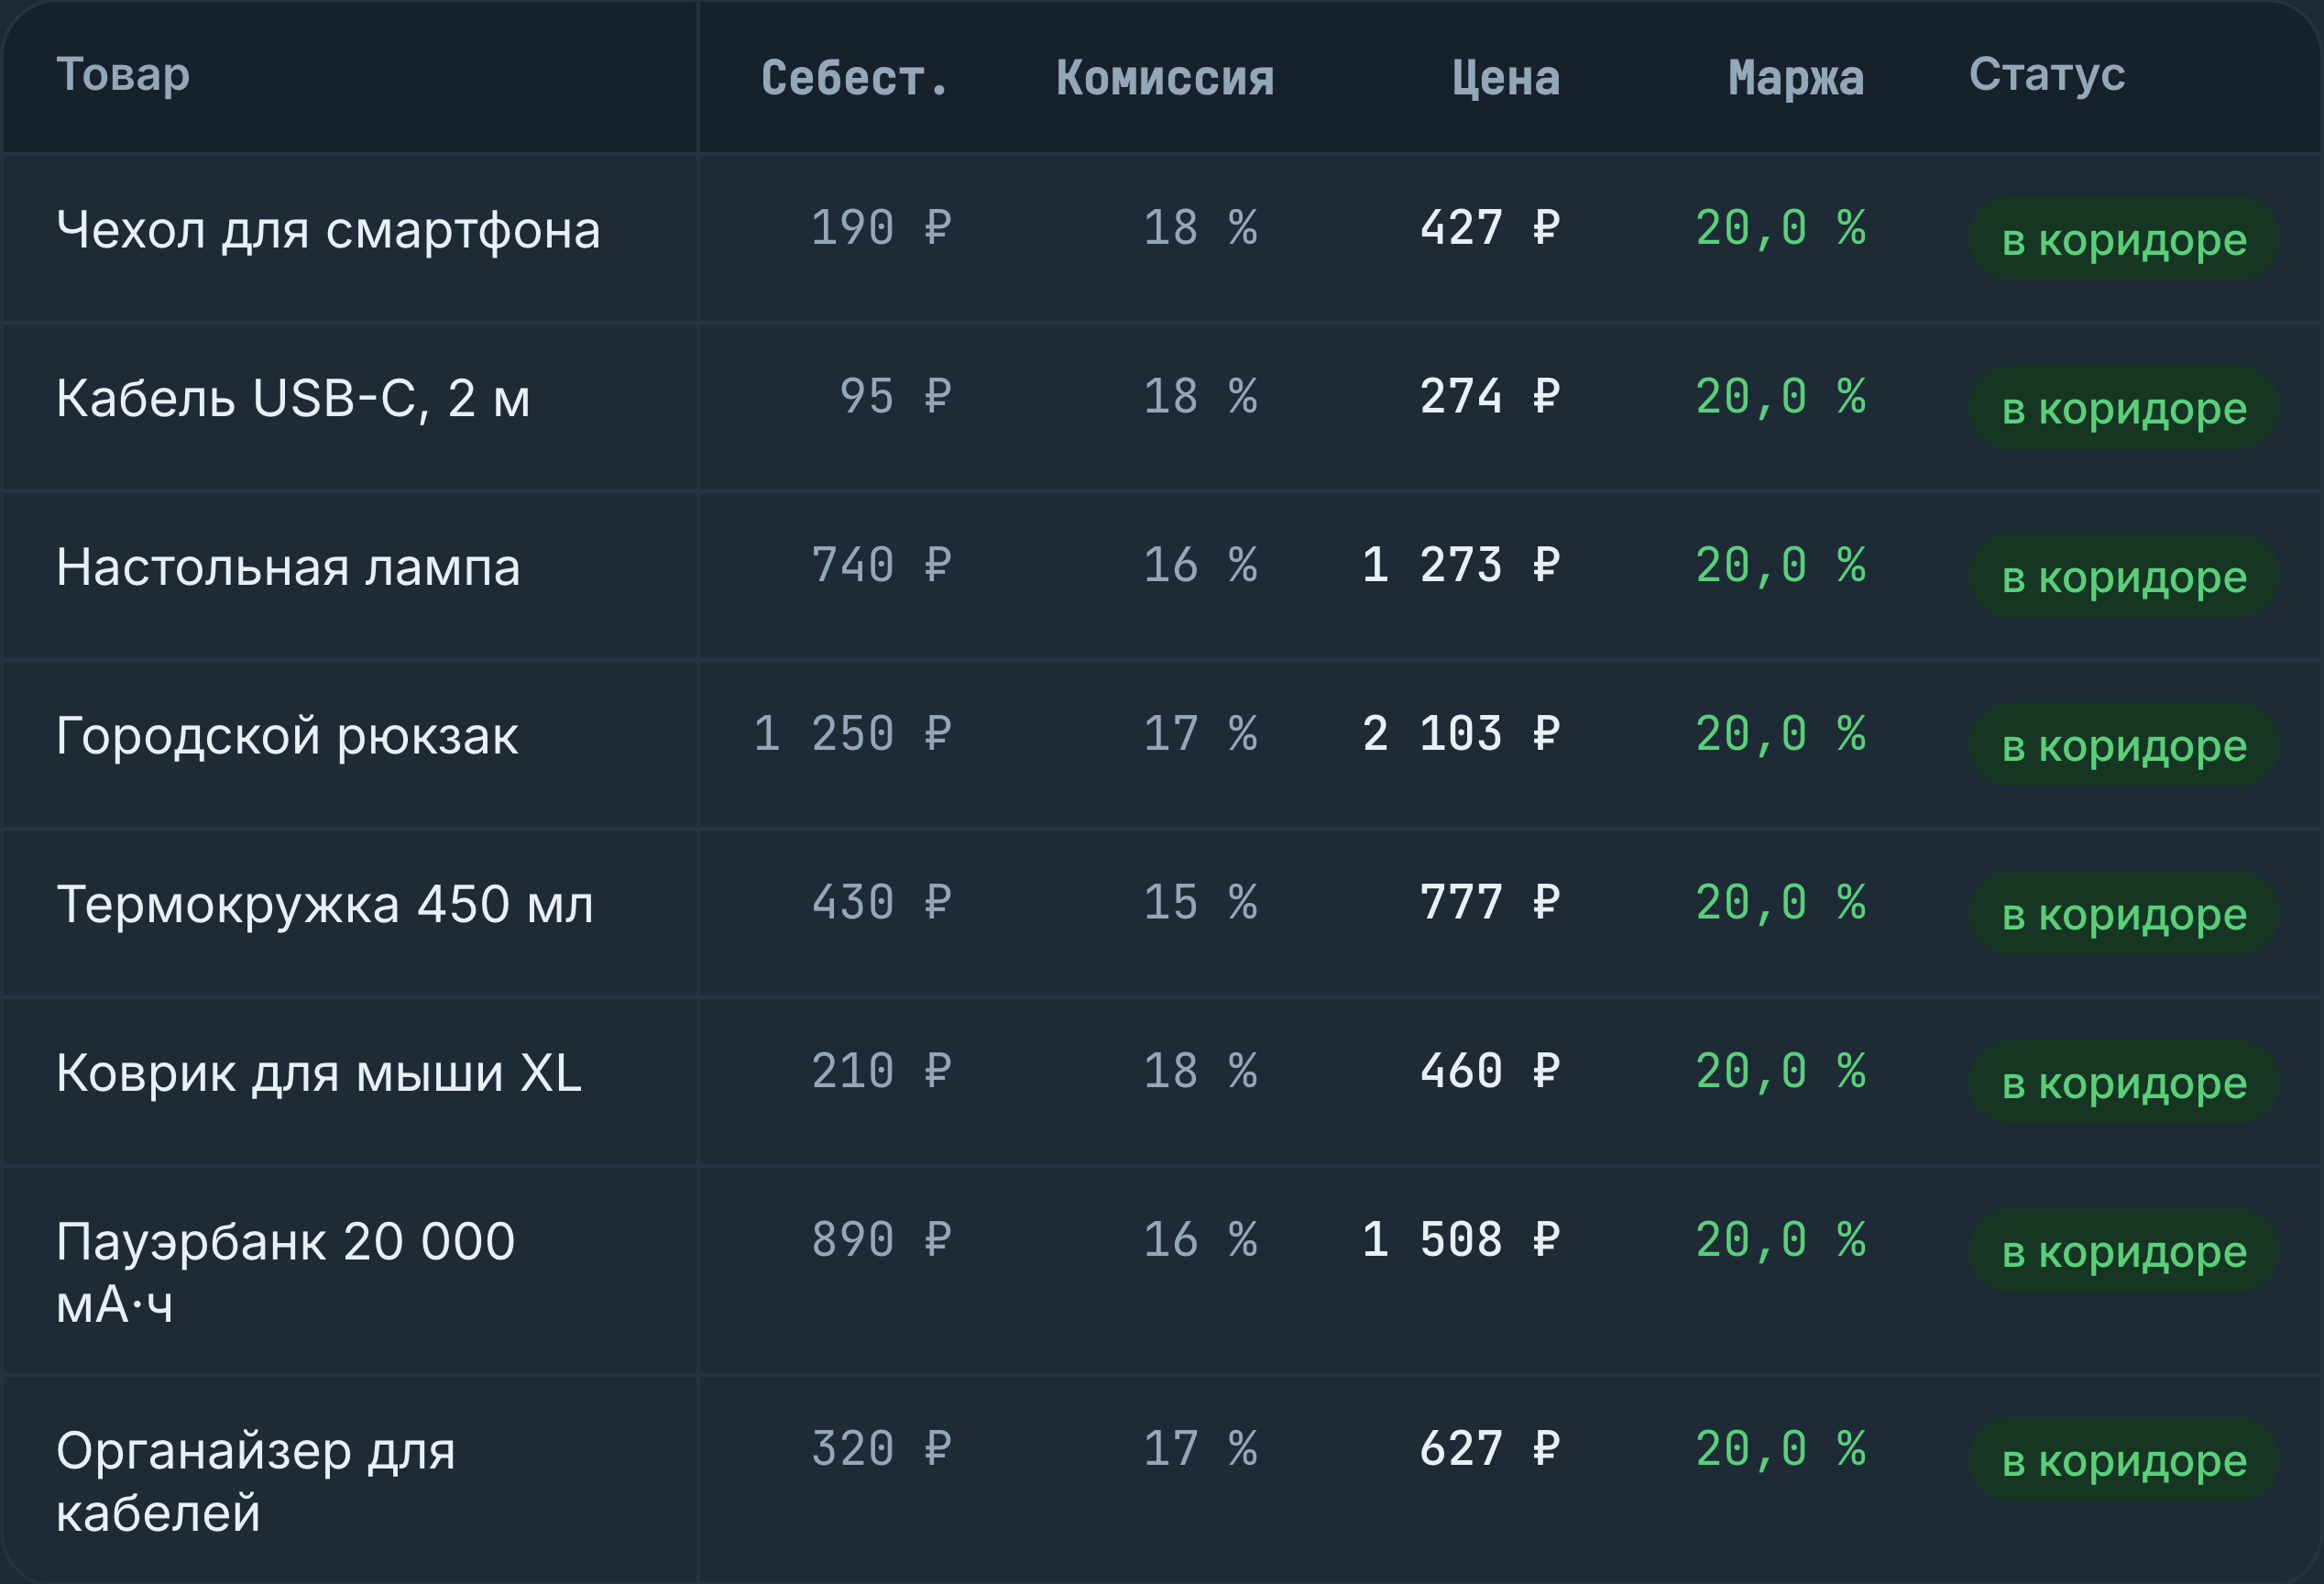 Товар Себест. Комиссия Цена Маржа Статус
Чехол для смартфона 190 ₽ 18 % 427 ₽ 20,0 % в коридоре
Кабель USB-C, 2 м 95 ₽ 18 % 274 ₽ 20,0 % в коридоре
Настольная лампа 740 ₽ 16 % 1 273 ₽ 20,0 % в коридоре
Городской рюкзак 1 250 ₽ 17 % 2 103 ₽ 20,0 % в коридоре
Термокружка 450 мл 430 ₽ 15 % 777 ₽ 20,0 % в коридоре
Коврик для мыши XL 210 ₽ 18 % 460 ₽ 20,0 % в коридоре
Пауэрбанк 20 000 890 ₽ 16 % 1 508 ₽ 20,0 % в коридоре
мА·ч
Органайзер для 320 ₽ 17 % 627 ₽ 20,0 % в коридоре
кабелей